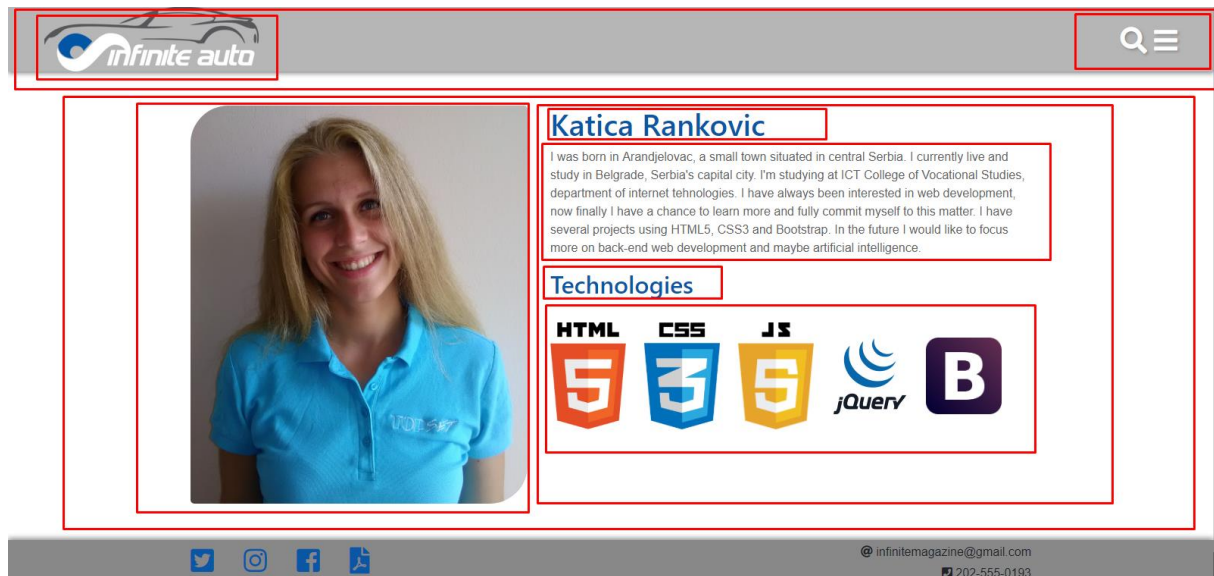 infinite auto
Katica Rankovic
I was born in Arandjelovac, a small town situated in central Serbia. I currently live and
study in Belgrade, Serbia's capital city. I'm studying at ICT College of Vocational Studies,
department of internet tehnologies. I have always been interested in web development,
now finally I have a chance to learn more and fully commit myself to this matter. I have
several projects using HTML5, CSS3 and Bootstrap. In the future I would like to focus
more on back-end web development and maybe artificial intelligence.
Technologies
HTML CSS JS
5 3 5 jQuery B
@ infinitemagazine@gmail.com
202-555-0193